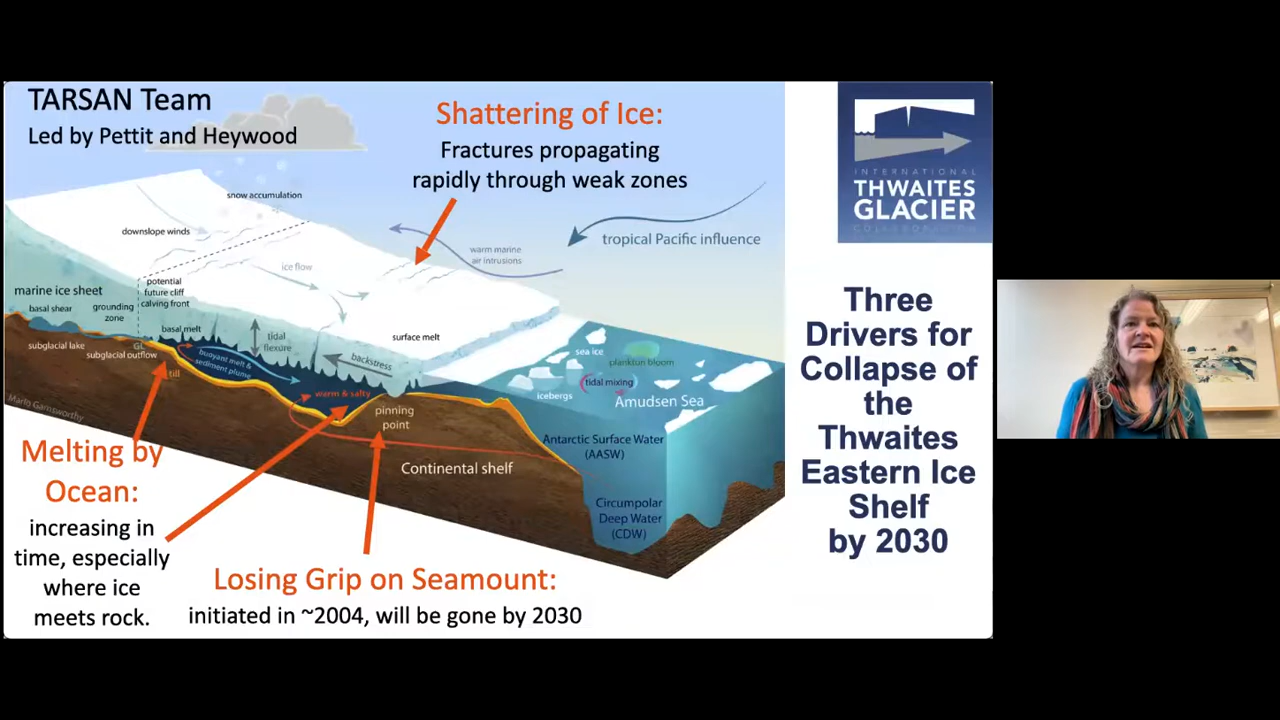 TARSAN Team
Led by Pettit and Heywood
Shattering of Ice:
Fractures propagating
rapidly through weak zones
snow accumulation
downslope winds
ice flow
warm marine
air intrusions
tropical Pacific influence
potential
future cliff
calving front
marine ice sheet
basal shear
grounding
zone
basal melt
GL
subglacial lake
subglacial outflow
till
tidal
flexure
buoyant melt &
sediment plume
backstress
surface melt
warm & salty
pinning
point
sea ice
plankton bloom
tidal mixing
icebergs
Amudsen Sea
Antarctic Surface Water
(AASW)
Continental shelf
Circumpolar
Deep Water
(CDW)
Marlo Garnsworthy
Melting by
Ocean:
increasing in
time, especially
where ice
meets rock.
Losing Grip on Seamount:
initiated in ~2004, will be gone by 2030
INTERNATIONAL
THWAITES
GLACIER
COLLABORATION
Three
Drivers for
Collapse of
the
Thwaites
Eastern Ice
Shelf
by 2030